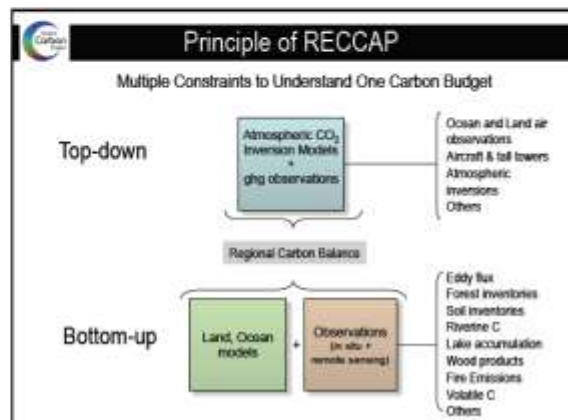 Carbon
Principle of RECCAP
Multiple Constraints to Understand One Carbon Budget
Top-down
Atmospheric CO₂
Inversion Models
+
ghg observations
Ocean and Land air
observations
Aircraft & tall towers
Atmospheric
inversions
Others
Regional Carbon Balance
Bottom-up
Land, Ocean
models
+
Observations
(in situ +
remote sensing)
Eddy flux
Forest inventories
Soil inventories
Riverine C
Lake accumulation
Wood products
Fire Emissions
Volatile C
Others